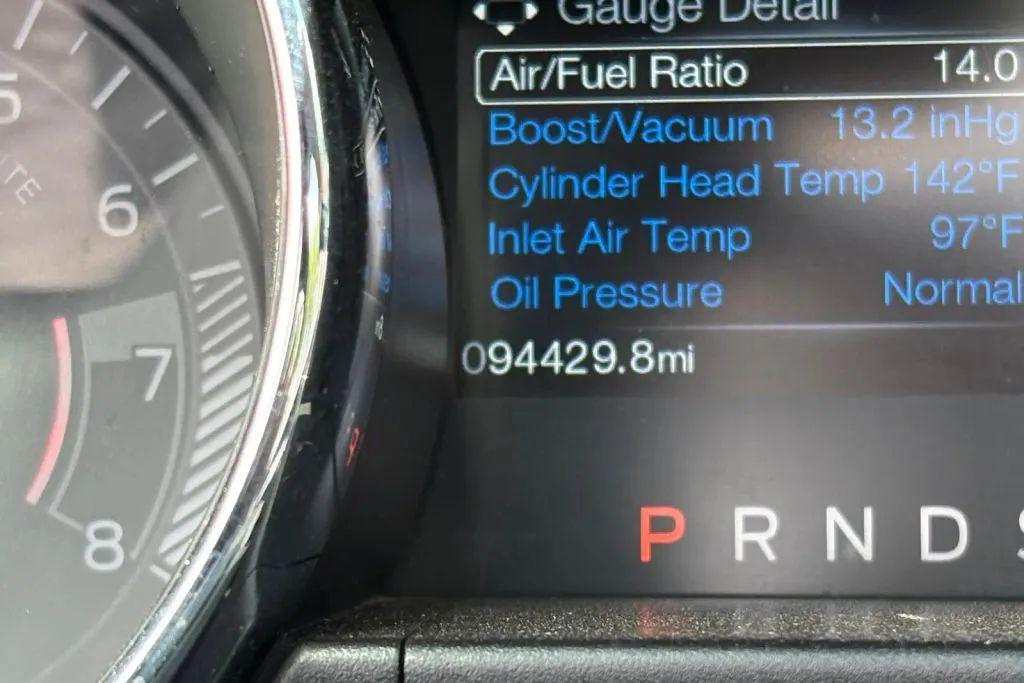 Gauge Detail
Air/Fuel Ratio 14.0
Boost/Vacuum 13.2 inHg
Cylinder Head Temp 142°F
Inlet Air Temp 97°F
Oil Pressure Normal
094429.8mi
P R N D S
5
6
7
8